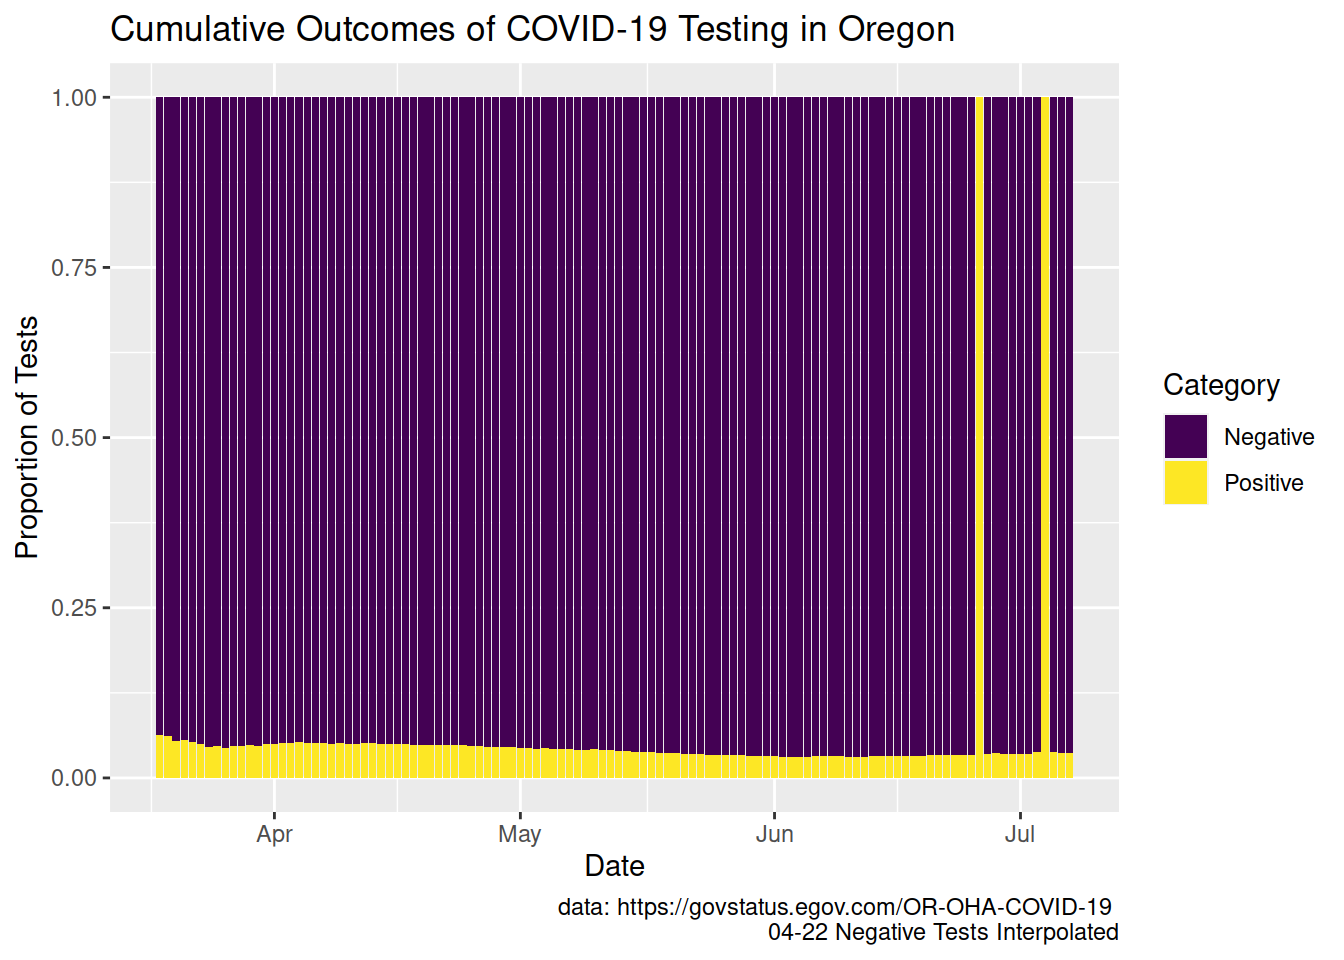 Cumulative Outcomes of COVID-19 Testing in Oregon
1.00
0.75
0.50
0.25
0.00
Proportion of Tests
Apr
May
Jun
Jul
Date
Category
Negative
Positive
data: https://govstatus.egov.com/OR-OHA-COVID-19
04-22 Negative Tests Interpolated